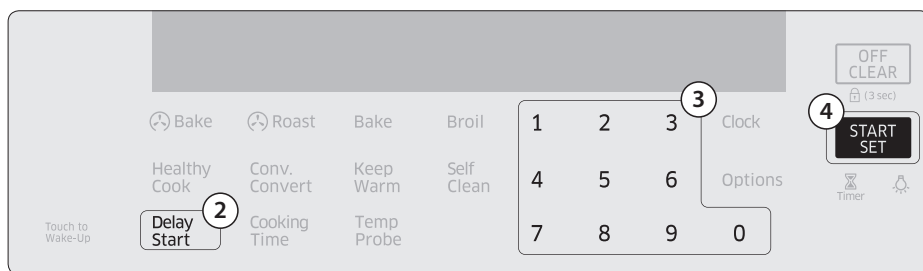 OFF
CLEAR
(3 sec)
Bake
Roast
Bake
Broil
1
2
3
3
Clock
4
START
SET
Healthy
Cook
Conv.
Convert
Keep
Warm
Self
Clean
4
5
6
Options
Timer
Touch to
Wake-Up
Delay
Start
2
Cooking
Time
Temp
Probe
7
8
9
0